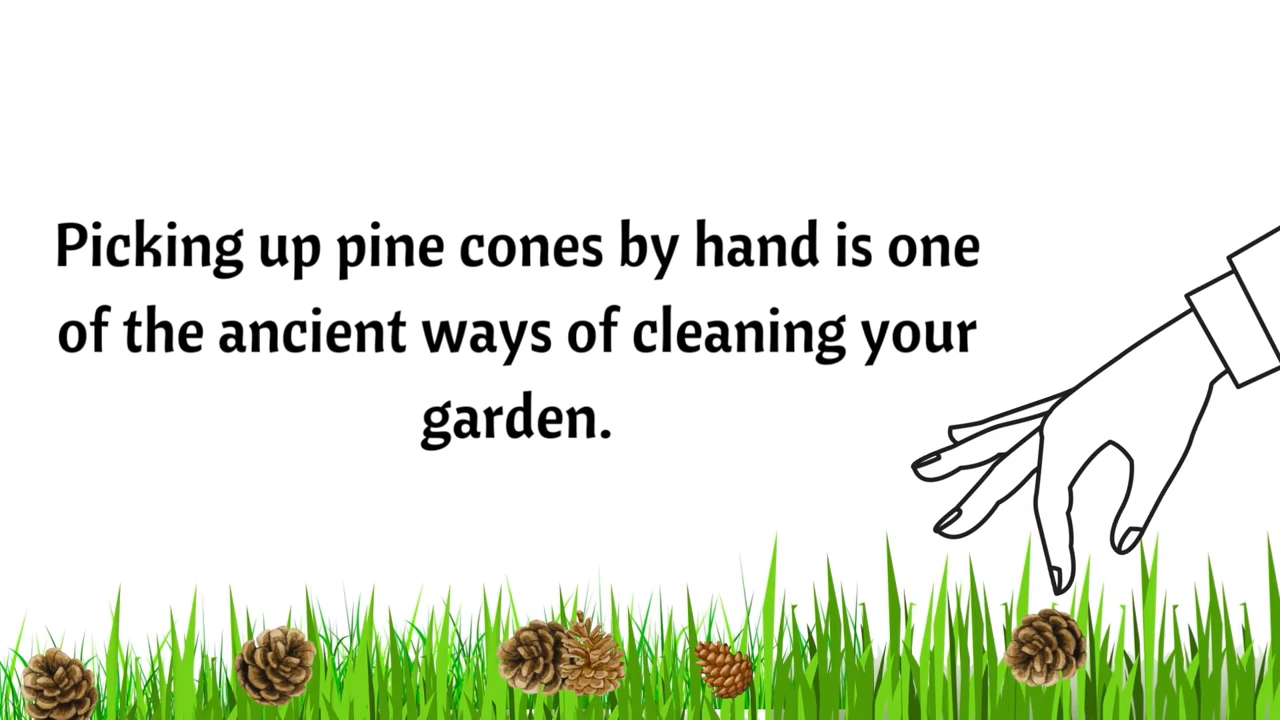 Picking up pine cones by hand is one
of the ancient ways of cleaning your
garden.